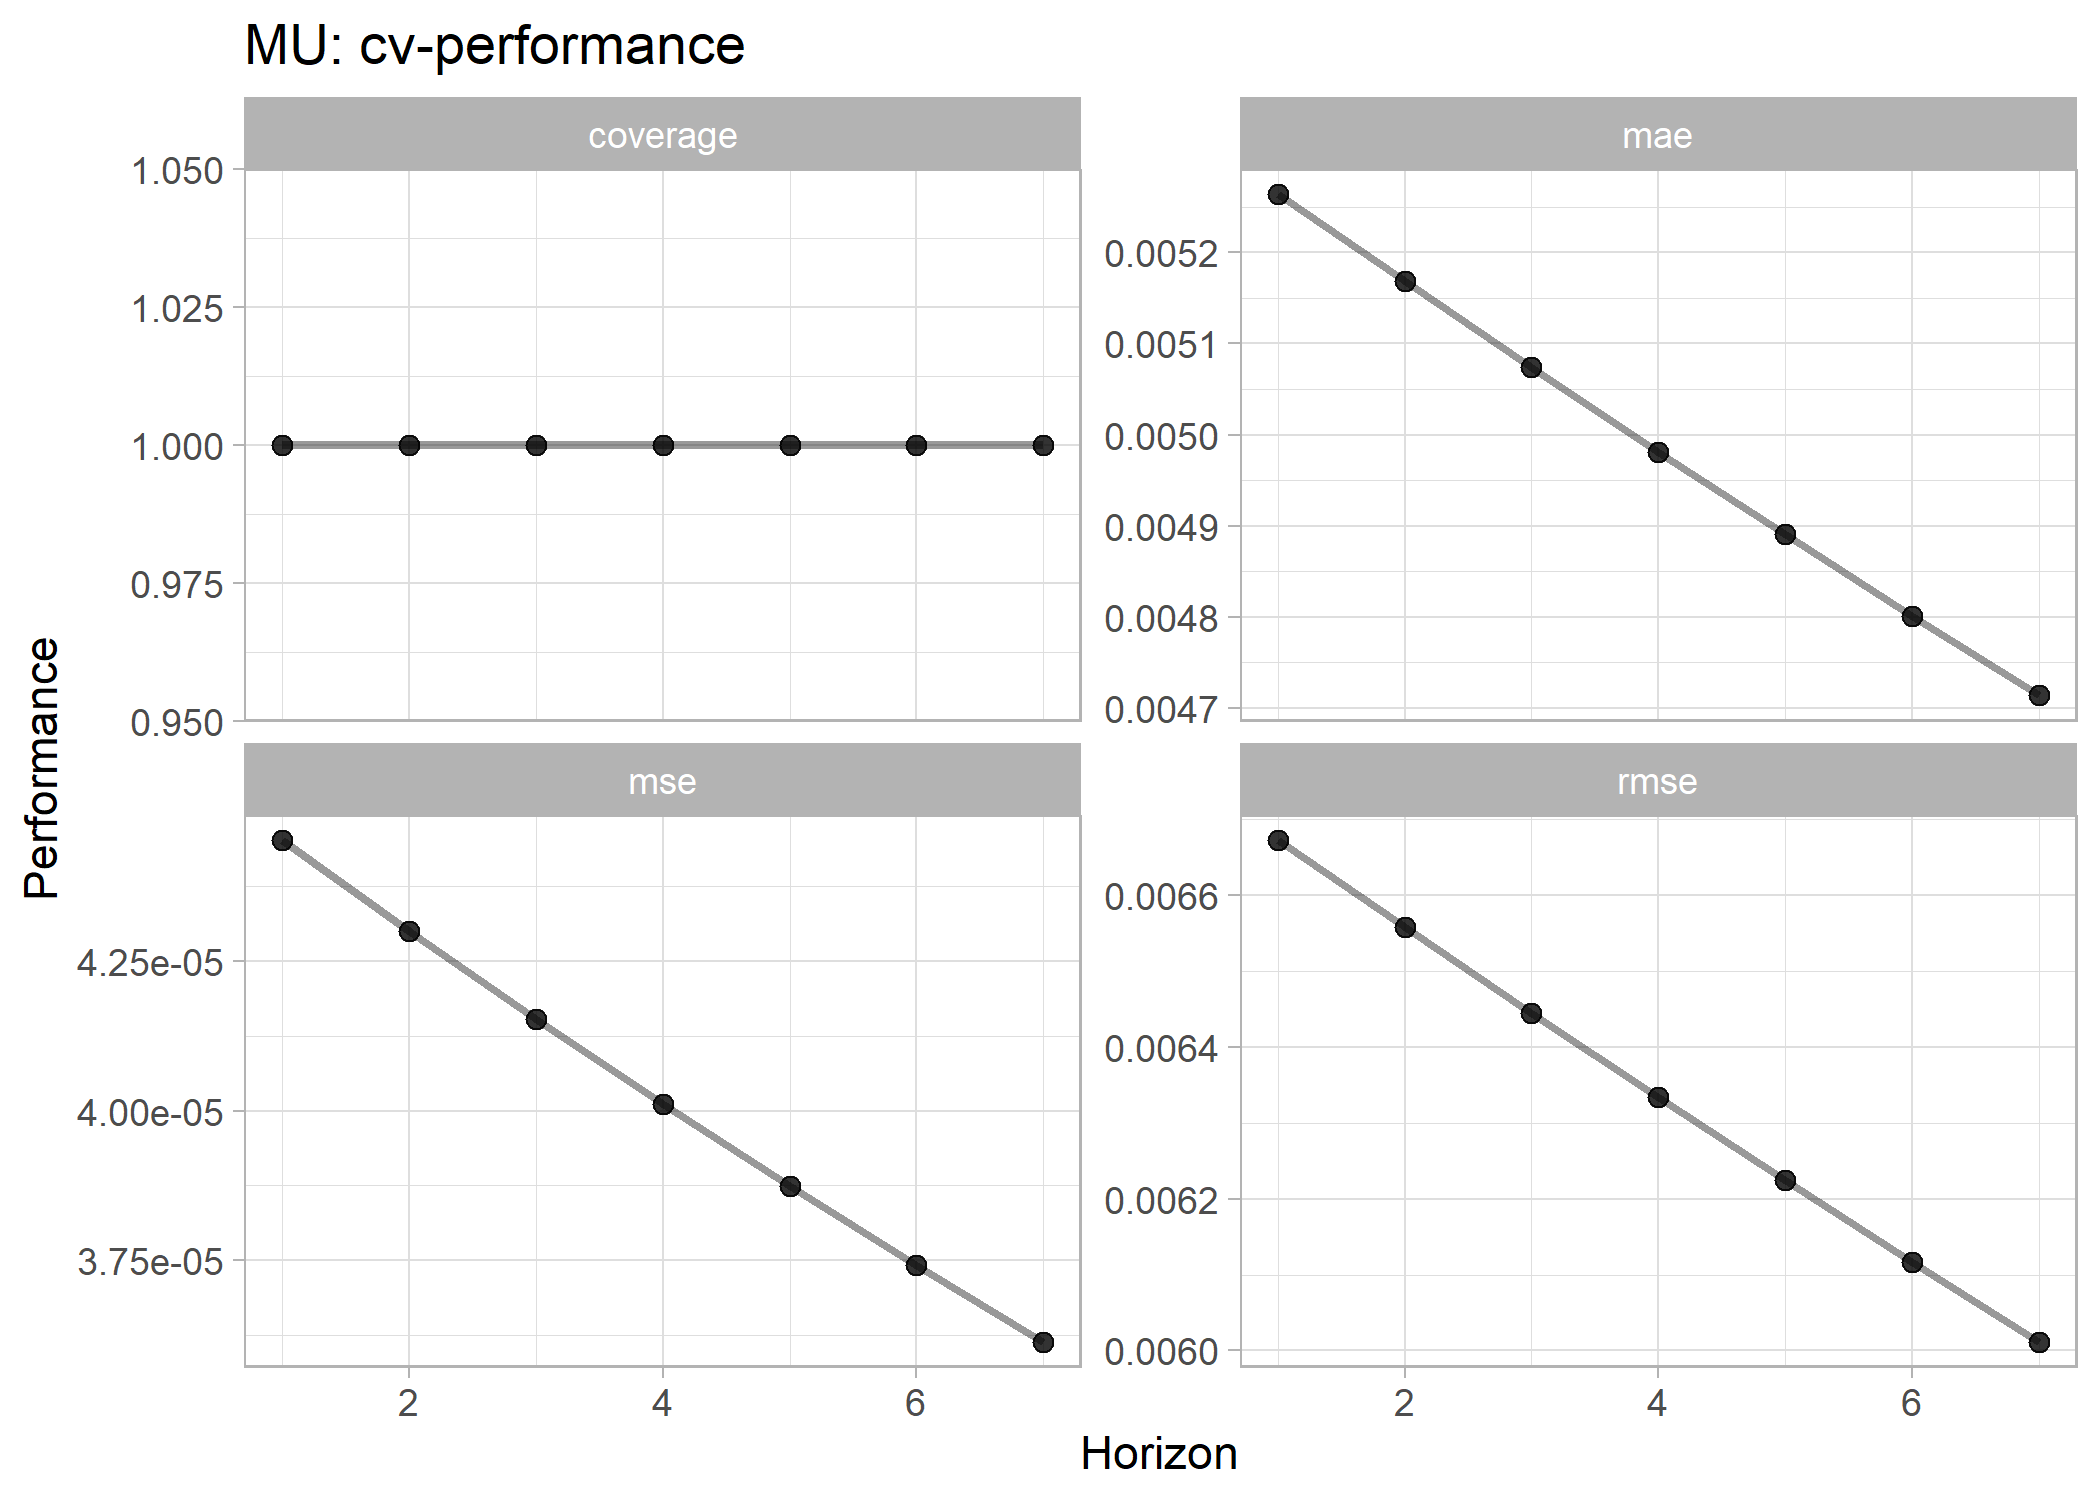 MU: cv-performance
coverage
1.050
1.025
1.000
0.975
0.950
mae
0.0052
0.0051
0.0050
0.0049
0.0048
0.0047
Performance
mse
4.25e-05
4.00e-05
3.75e-05
2 4 6
rmse
0.0066
0.0064
0.0062
0.0060
2 4 6
Horizon